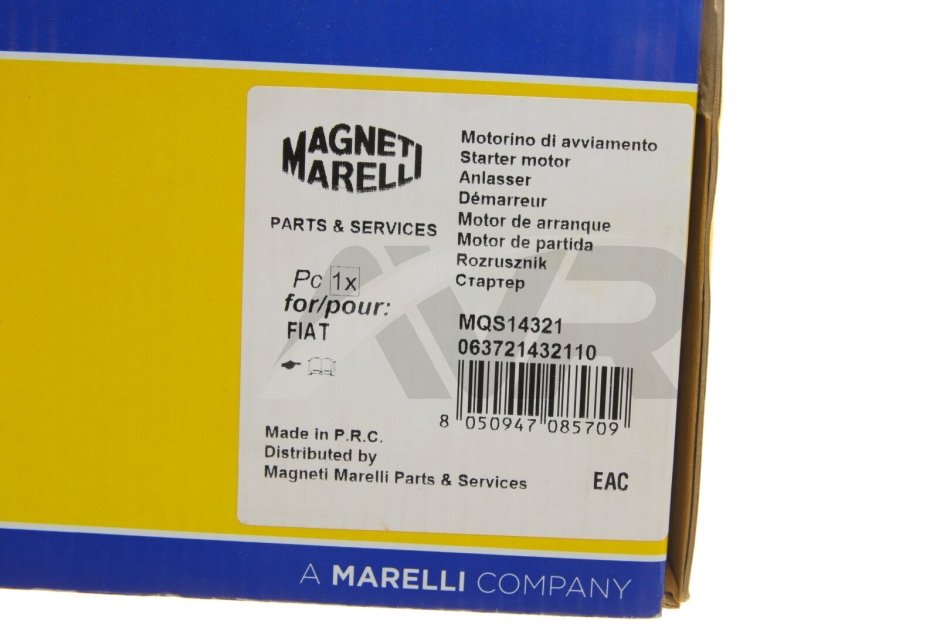 MAGNETI
MARELLI
PARTS & SERVICES
Pc 1x
for/pour:
FIAT
Motorino di avviamento
Starter motor
Anlasser
Démarreur
Motor de arranque
Motor de partida
Rozrusznik
Стартер
MQS14321
063721432110
8 050947 085709
Made in P.R.C.
Distributed by
Magneti Marelli Parts & Services
EAC
A MARELLI COMPANY
AVR